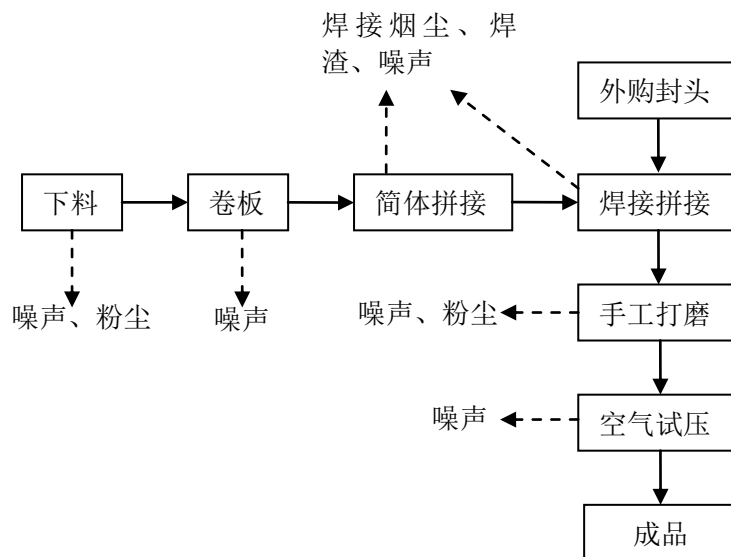 焊接烟尘、焊
渣、噪声
外购封头
下料
卷板
简体拼接
焊接拼接
噪声、粉尘
噪声
噪声、粉尘
手工打磨
噪声
空气试压
成品